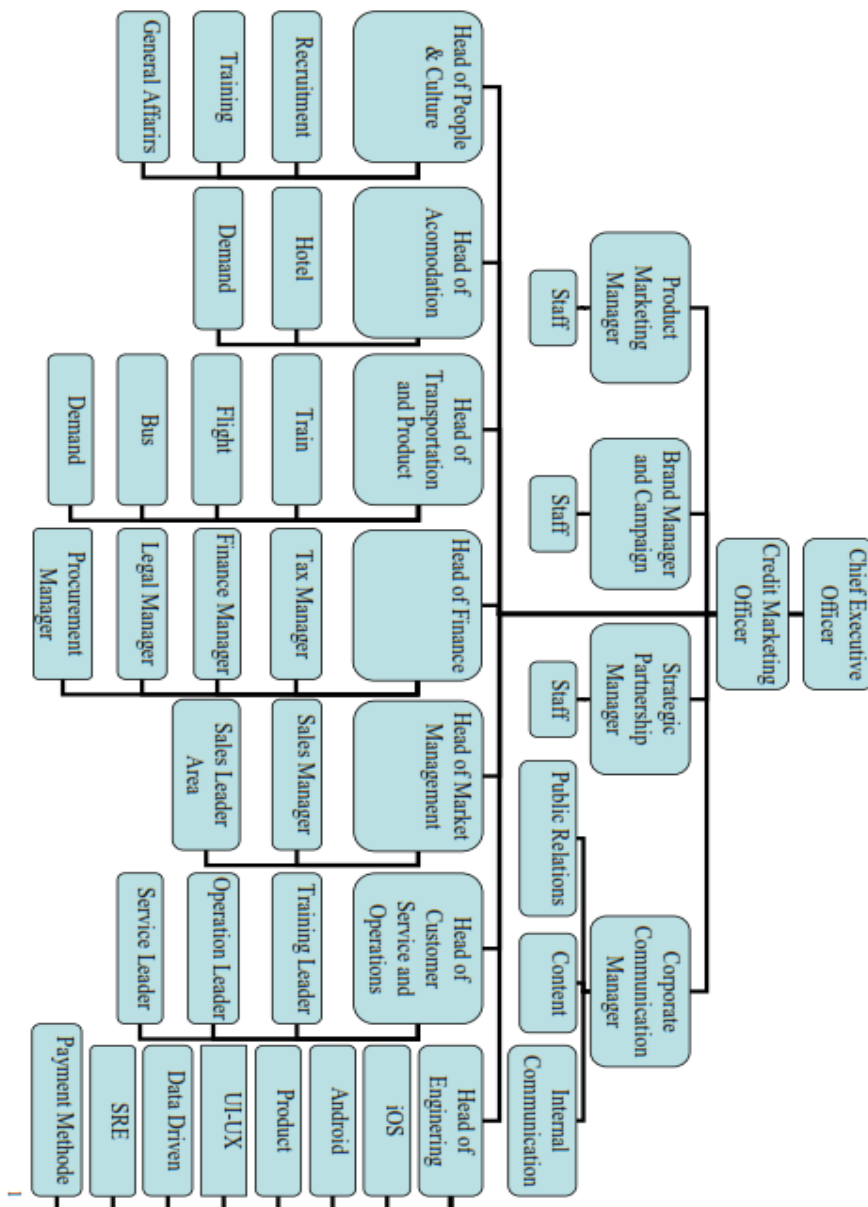 Chief Executive
Officer
Credit Marketing
Officer
Product
Marketing
Manager
Staff
Brand Manager
and Campaign
Staff
Strategic
Partnership
Manager
Staff
Corporate
Communication
Manager
Public Relations
Content
Internal
Communication
Head of People
& Culture
Recruitment
Training
General Affarirs
Head of
Acomodation
Hotel
Demand
Head of
Transportation
and Product
Train
Flight
Bus
Demand
Head of Finance
Tax Manager
Finance Manager
Legal Manager
Procurement
Manager
Head of Market
Management
Sales Manager
Sales Leader
Area
Head of
Customer
Service and
Operations
Training Leader
Operation Leader
Service Leader
Head of
Enginering
iOS
Android
Product
UI-UX
Data Driven
SRE
Payment Methode
1